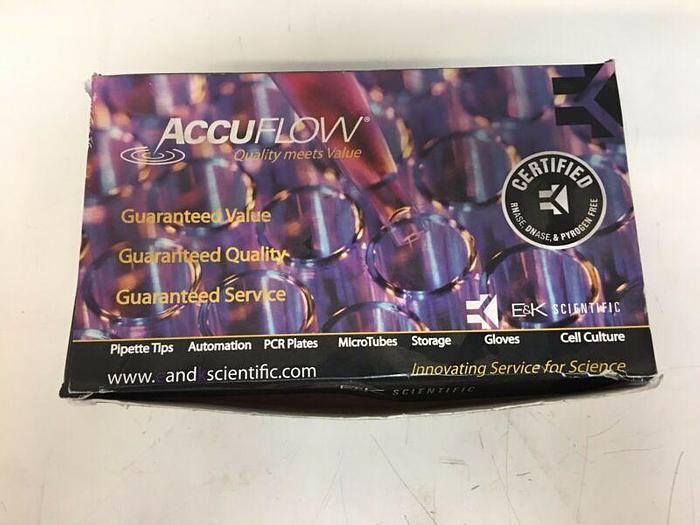 ACCUFLOW®
Quality meets Value
Guaranteed Value
Guaranteed Quality
Guaranteed Service
CERTIFIED
RNASE, DNASE, & PYROGEN FREE
E&K SCIENTIFIC
Pipette Tips Automation PCR Plates MicroTubes Storage Gloves Cell Culture
www.eandkscientific.com
Innovating Service for Science
E&K SCIENTIFIC